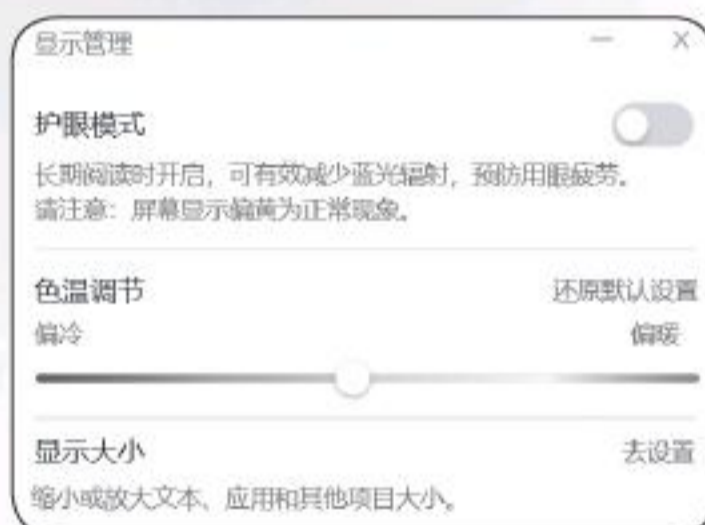 显示管理
护眼模式
长期阅读时开启，可有效减少蓝光辐射，预防用眼疲劳。
请注意：屏幕显示偏黄为正常现象。
色温调节 还原默认设置
偏冷 偏暖
显示大小 去设置
缩小或放大文本、应用和其他项目大小。